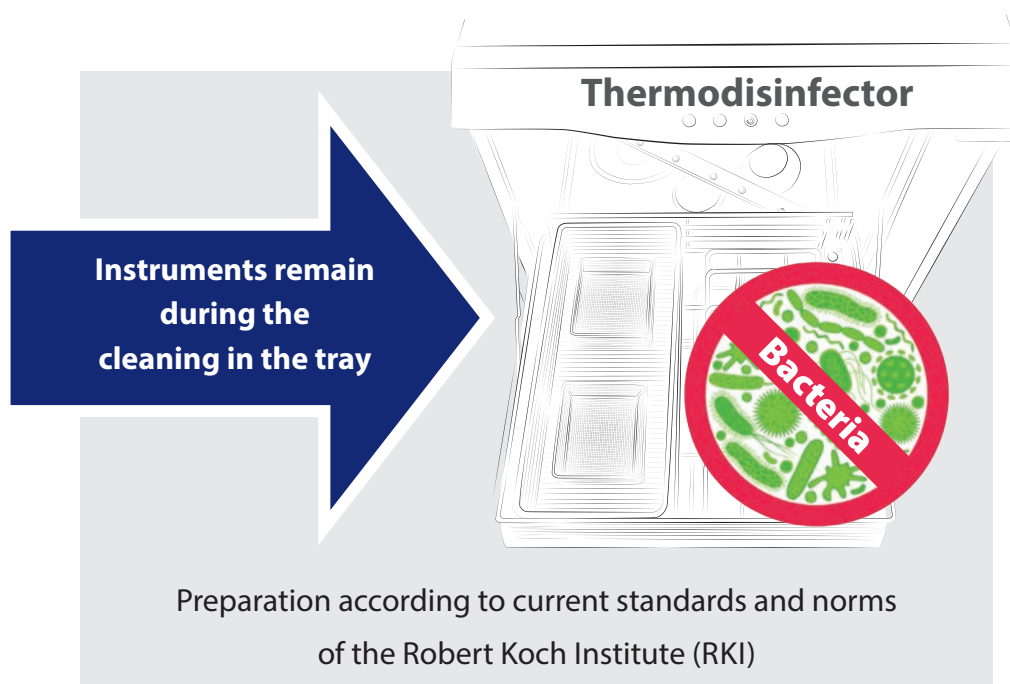 Thermodisinfector
Instruments remain
during the
cleaning in the tray
Bacteria
Preparation according to current standards and norms
of the Robert Koch Institute (RKI)